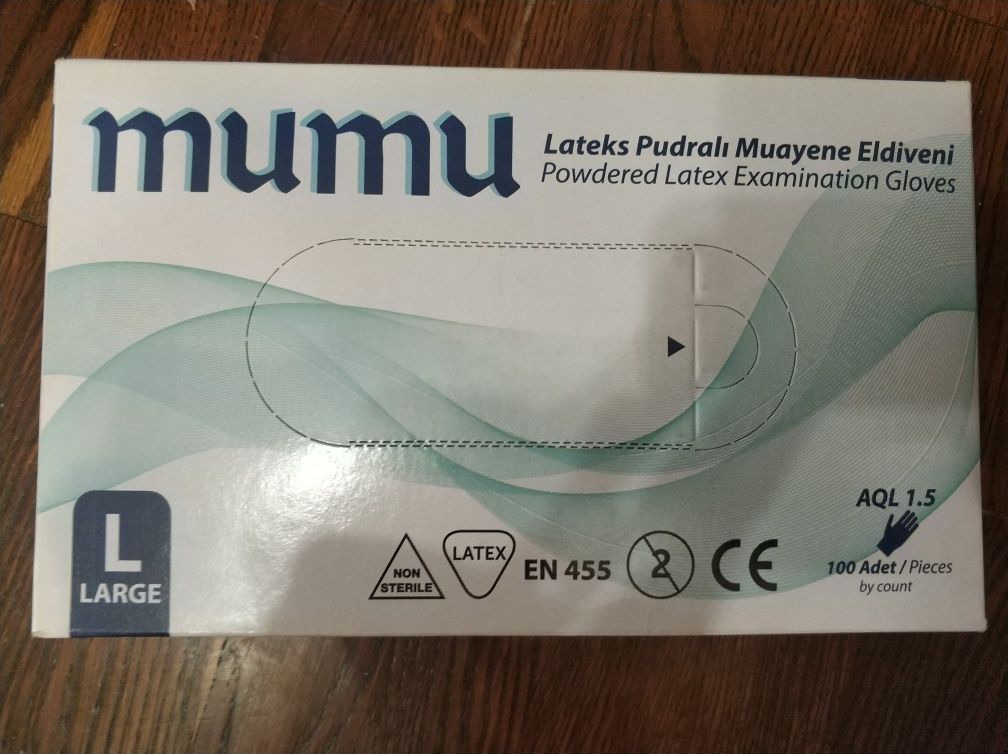 mumu
Lateks Pudralı Muayene Eldiveni
Powdered Latex Examination Gloves
L
LARGE
NON
STERILE
LATEX
EN 455
2
CE
AQL 1.5
100 Adet / Pieces
by count